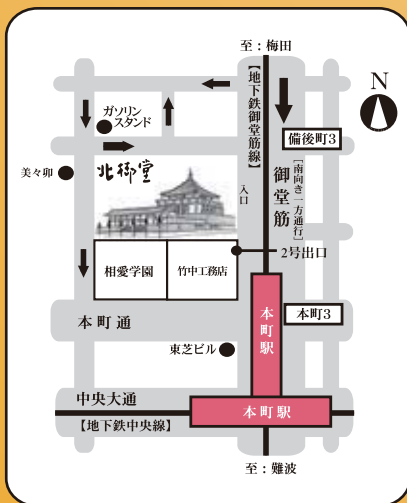 至：梅田
N
【地下鉄御堂筋線】
ガソリン
スタンド
備後町3
美々卯
北御堂
入口
御堂筋
［南向き一方通行］
2号出口
相愛学園
竹中工務店
本町駅
本町3
本町通
東芝ビル
中央大通
本町駅
【地下鉄中央線】
至：難波